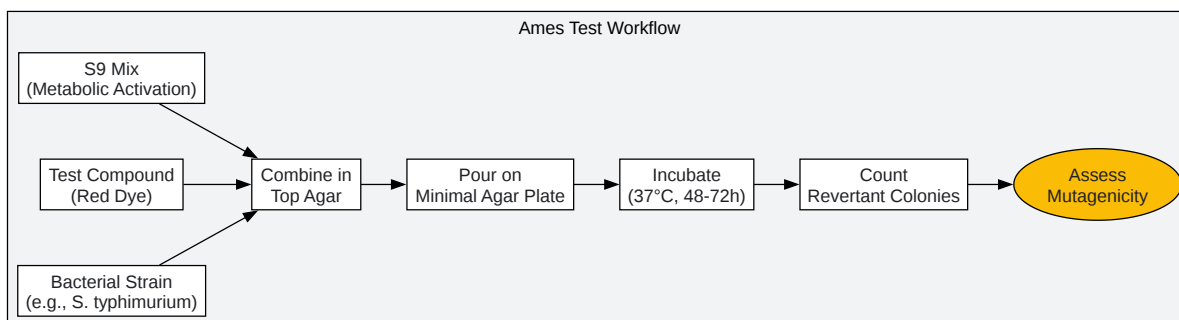 Ames Test Workflow
S9 Mix
(Metabolic Activation)
Test Compound
(Red Dye)
Bacterial Strain
(e.g., S. typhimurium)
Combine in
Top Agar
Pour on
Minimal Agar Plate
Incubate
(37°C, 48-72h)
Count
Revertant Colonies
Assess
Mutagenicity